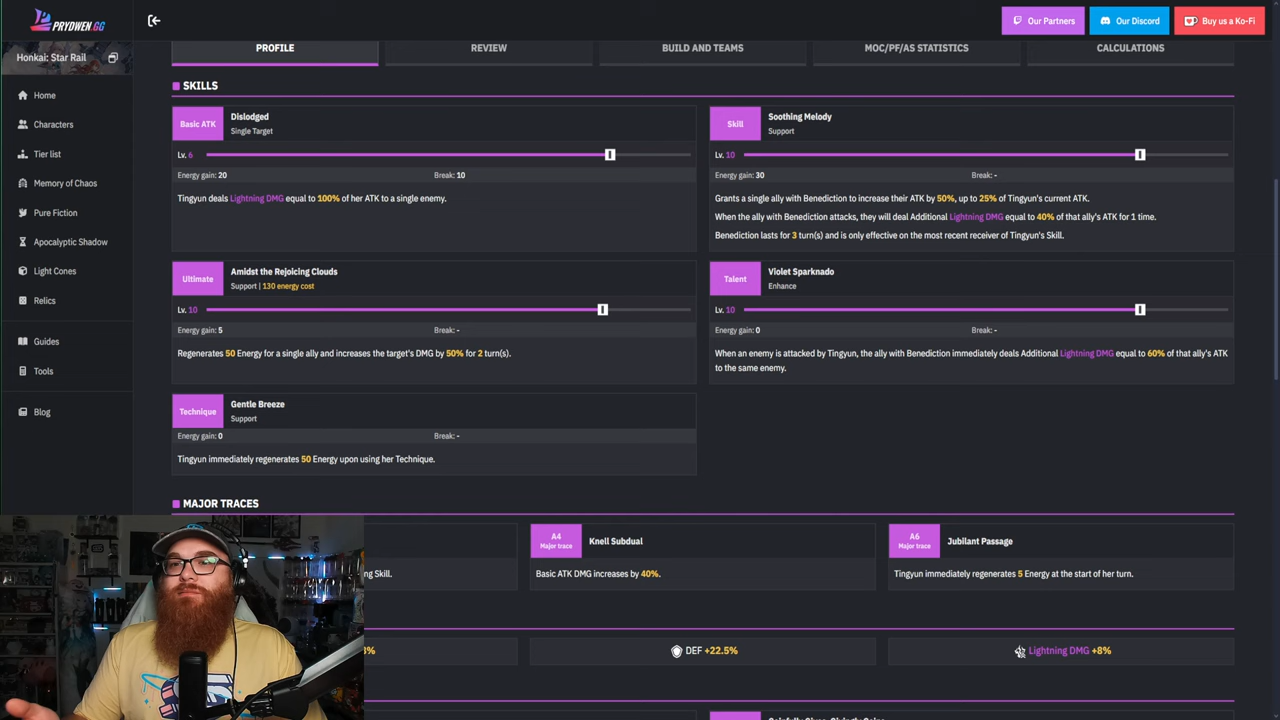 PRYDWEN.GG
Our Partners
Our Discord
Buy us a Ko-Fi
Honkai: Star Rail
Home
Characters
Tier list
Memory of Chaos
Pure Fiction
Apocalyptic Shadow
Light Cones
Relics
Guides
Tools
Blog
PROFILE
REVIEW
BUILD AND TEAMS
MOC/PF/AS STATISTICS
CALCULATIONS
SKILLS
Basic ATK
Dislodged
Single Target
Lv. 6
Energy gain: 20
Break: 10
Tingyun deals Lightning DMG equal to 100% of her ATK to a single enemy.
Skill
Soothing Melody
Support
Lv. 10
Energy gain: 30
Break: -
Grants a single ally with Benediction to increase their ATK by 50%, up to 25% of Tingyun's current ATK.
When the ally with Benediction attacks, they will deal Additional Lightning DMG equal to 40% of that ally's ATK for 1 time.
Benediction lasts for 3 turn(s) and is only effective on the most recent receiver of Tingyun's Skill.
Ultimate
Amidst the Rejoicing Clouds
Support | 130 energy cost
Lv. 10
Energy gain: 5
Break: -
Regenerates 50 Energy for a single ally and increases the target's DMG by 50% for 2 turn(s).
Talent
Violet Sparknado
Enhance
Lv. 10
Energy gain: 0
Break: -
When an enemy is attacked by Tingyun, the ally with Benediction immediately deals Additional Lightning DMG equal to 60% of that ally's ATK
to the same enemy.
Technique
Gentle Breeze
Support
Energy gain: 0
Break: -
Tingyun immediately regenerates 50 Energy upon using her Technique.
MAJOR TRACES
ng Skill.
A4
Major trace
Knell Subdual
Basic ATK DMG increases by 40%.
A6
Major trace
Jubilant Passage
Tingyun immediately regenerates 5 Energy at the start of her turn.
DEF +22.5%
Lightning DMG +8%